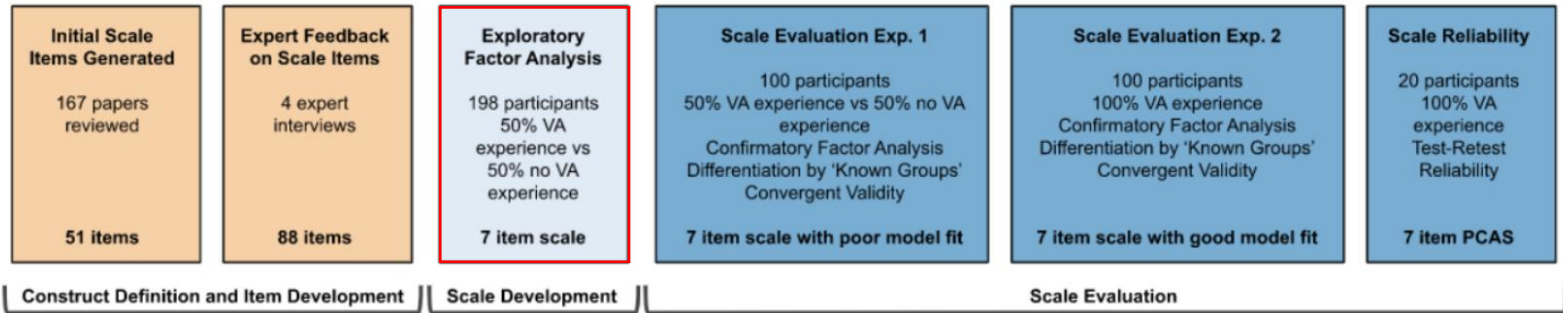 Initial Scale
Items Generated
167 papers
reviewed
51 items
Expert Feedback
on Scale Items
4 expert
interviews
88 items
Exploratory
Factor Analysis
198 participants
50% VA
experience vs
50% no VA
experience
7 item scale
Scale Evaluation Exp. 1
100 participants
50% VA experience vs 50% no VA
experience
Confirmatory Factor Analysis
Differentiation by ‘Known Groups’
Convergent Validity
7 item scale with poor model fit
Scale Evaluation Exp. 2
100 participants
100% VA experience
Confirmatory Factor Analysis
Differentiation by ‘Known Groups’
Convergent Validity
7 item scale with good model fit
Scale Reliability
20 participants
100% VA
experience
Test-Retest
Reliability
7 item PCAS
Construct Definition and Item Development
Scale Development
Scale Evaluation